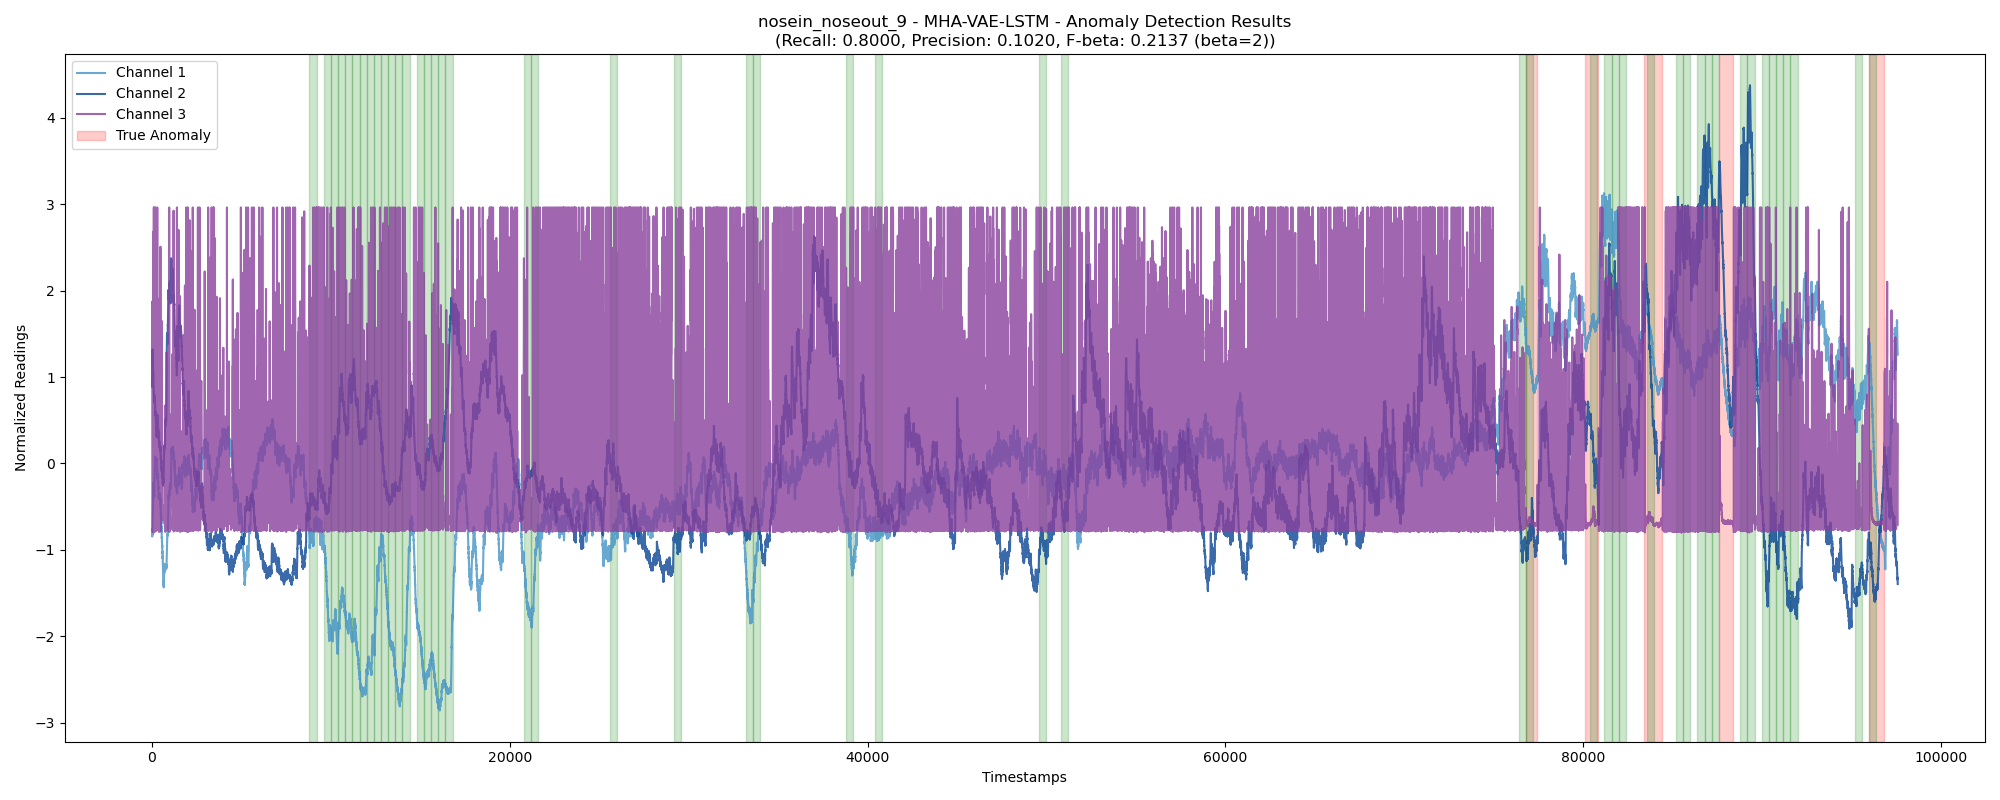 nosein_noseout_9 - MHA-VAE-LSTM - Anomaly Detection Results
(Recall: 0.8000, Precision: 0.1020, F-beta: 0.2137 (beta=2))
Channel 1
Channel 2
Channel 3
True Anomaly
Normalized Readings
4
3
2
1
0
−1
−2
−3
0
20000
40000
60000
80000
100000
Timestamps